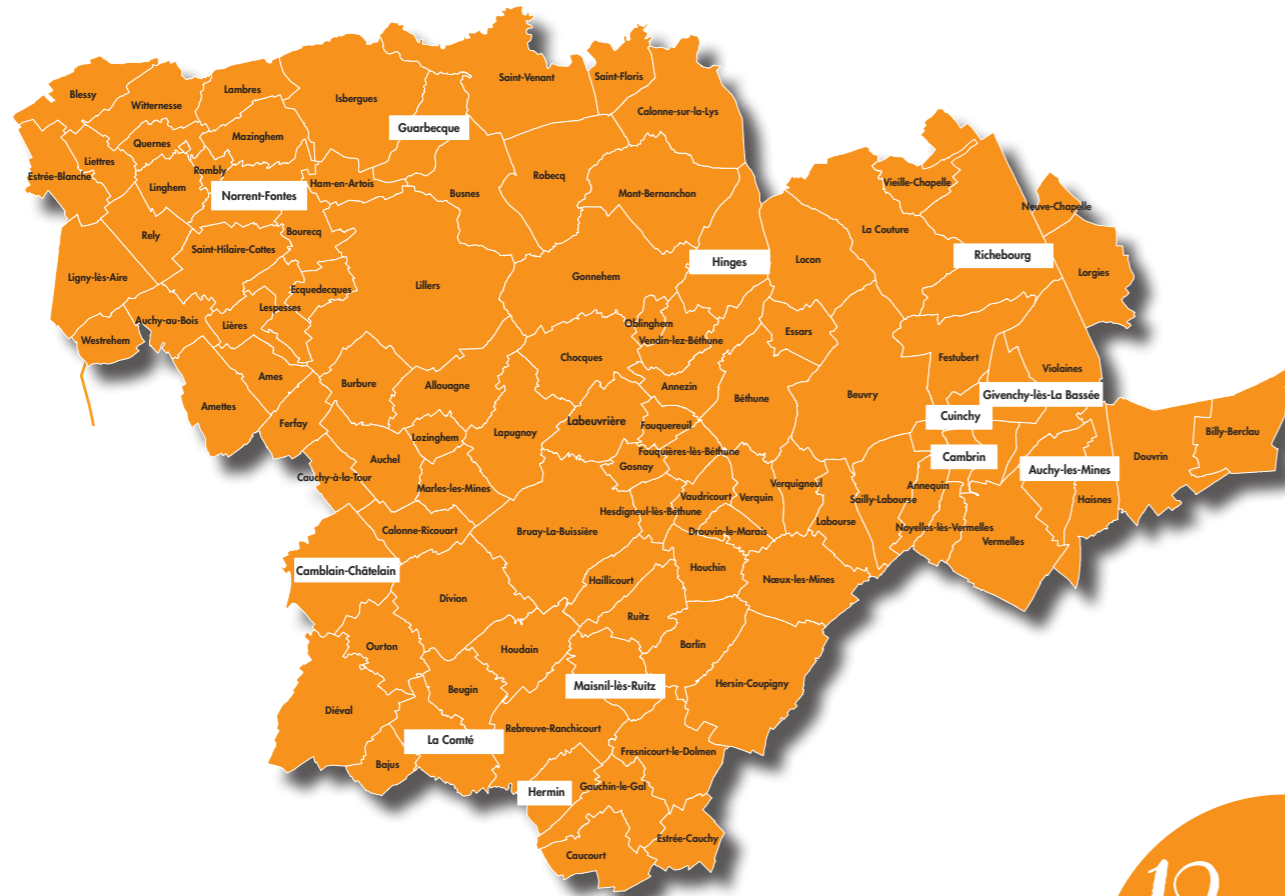 Blessy
Witternesse
Lambres
Isbergues
Saint-Venant
Saint-Floris
Calonne-sur-la-Lys
Guarbecque
Quernes
Mazinghem
Liettres
Estrée-Blanche
Rombly
Linghem
Ham-en-Artois
Norrent-Fontes
Busnes
Robecq
Mont-Bernanchon
Vieille-Chapelle
Neuve-Chapelle
Rely
Saint-Hilaire-Cottes
Bourecq
La Couture
Ligny-lès-Aire
Ecquedecques
Lillers
Gonnehem
Hinges
Locon
Richebourg
Lorgies
Lespesses
Auchy-au-Bois
Lières
Westrehem
Oblinghem
Vendin-lez-Béthune
Essars
Chocques
Festubert
Violaines
Ames
Burbure
Allouagne
Annezin
Béthune
Beuvry
Givenchy-lès-La Bassée
Amettes
Ferfay
Labeuvrière
Fouquereuil
Cuinchy
Lozinghem
Lapugnoy
Fouquières-lès-Béthune
Billy-Berclau
Auchel
Gosnay
Cambrin
Douvrin
Cauchy-à-la-Tour
Marles-les-Mines
Vaudricourt
Verquin
Verquigneul
Sailly-Labourse
Annequin
Auchy-les-Mines
Haisnes
Hesdigneul-lès-Béthune
Labourse
Calonne-Ricouart
Bruay-La-Buissière
Drouvin-le-Marais
Noyelles-lès-Vermelles
Vermelles
Camblain-Châtelain
Haillicourt
Houchin
Nœux-les-Mines
Divion
Ruitz
Ourton
Houdain
Barlin
Maisnil-lès-Ruitz
Hersin-Coupigny
Beugin
Diéval
Rebreuve-Ranchicourt
La Comté
Fresnicourt-le-Dolmen
Bajus
Hermin
Gauchin-le-Gal
Estrée-Cauchy
Caucourt